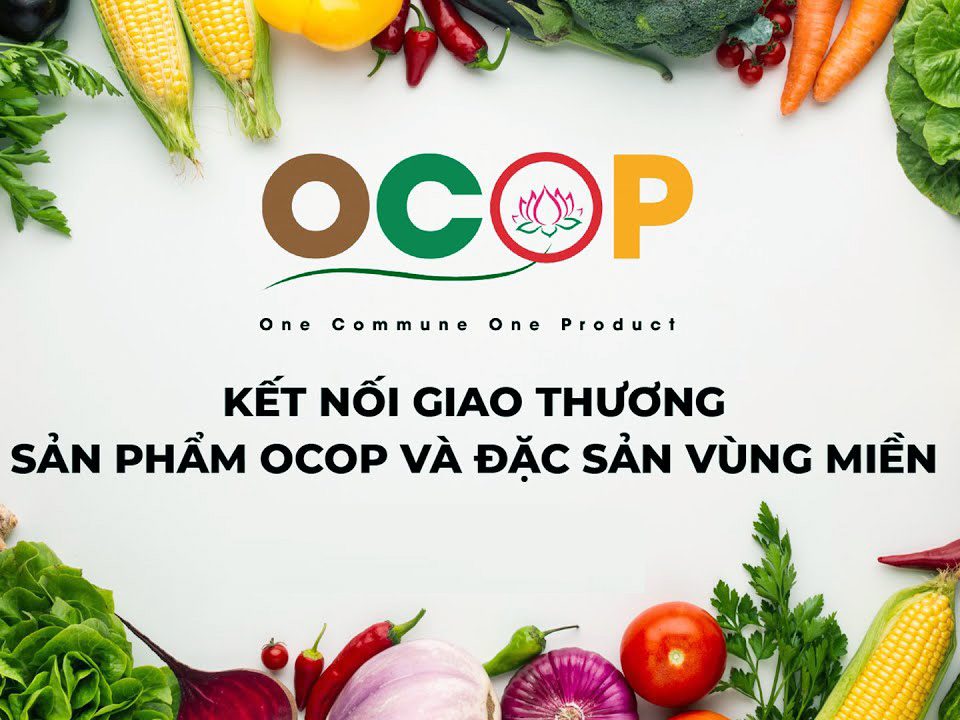 OCOP
One Commune One Product
KẾT NỐI GIAO THƯƠNG
SẢN PHẨM OCOP VÀ ĐẶC SẢN VÙNG MIỀN